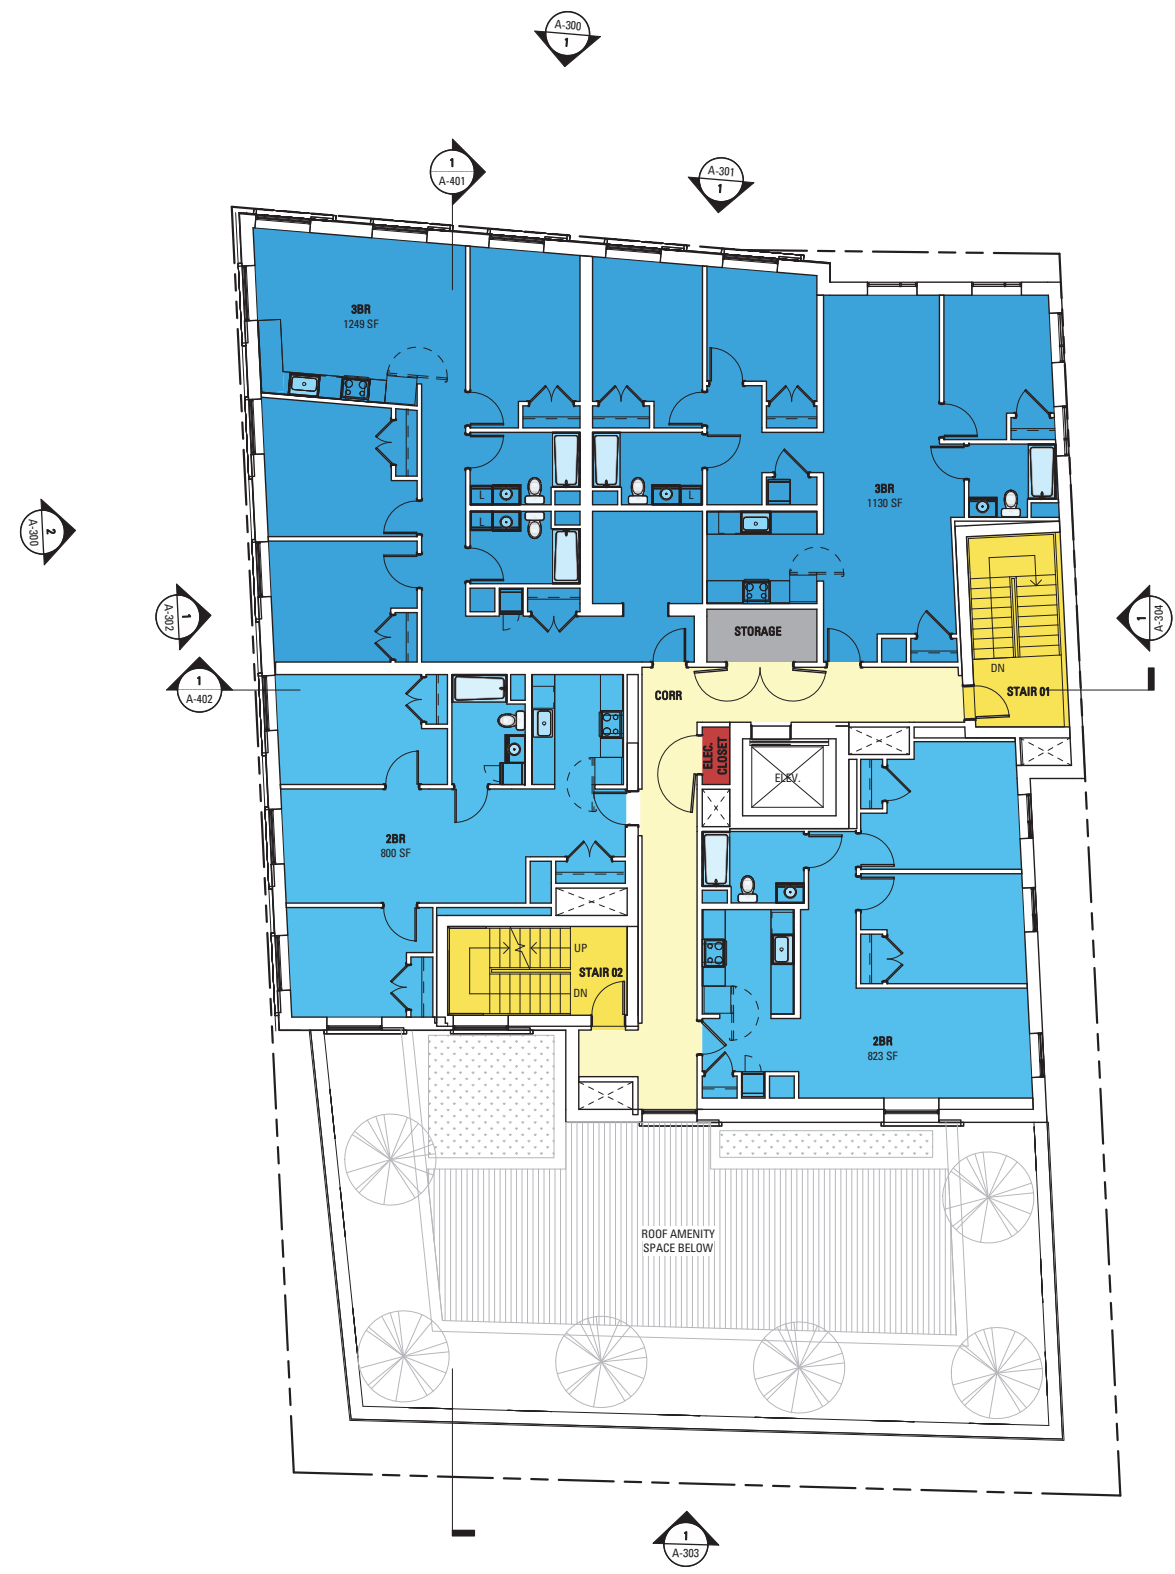 A-300
1
1
A-401
A-301
1
3BR
1249 SF
3BR
1130 SF
2
A-300
1
A-302
1
A-304
STORAGE
DN
STAIR 01
CORR
1
A-402
ELEC.
CLOSET
ELEV.
2BR
800 SF
L
L
L
UP
STAIR 02
DN
2BR
823 SF
ROOF AMENITY
SPACE BELOW
1
A-303